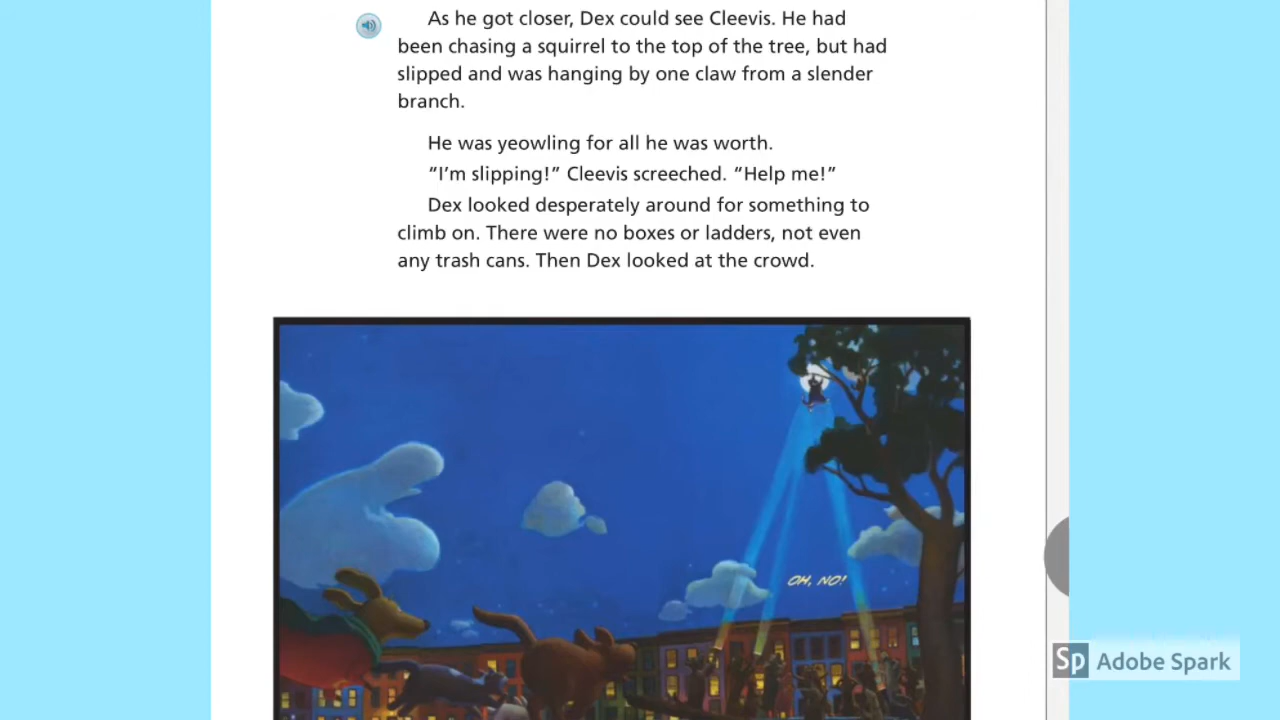 As he got closer, Dex could see Cleevis. He had
been chasing a squirrel to the top of the tree, but had
slipped and was hanging by one claw from a slender
branch.
He was yeowling for all he was worth.
“I’m slipping!” Cleevis screeched. “Help me!”
Dex looked desperately around for something to
climb on. There were no boxes or ladders, not even
any trash cans. Then Dex looked at the crowd.
OH, NO!
Sp Adobe Spark